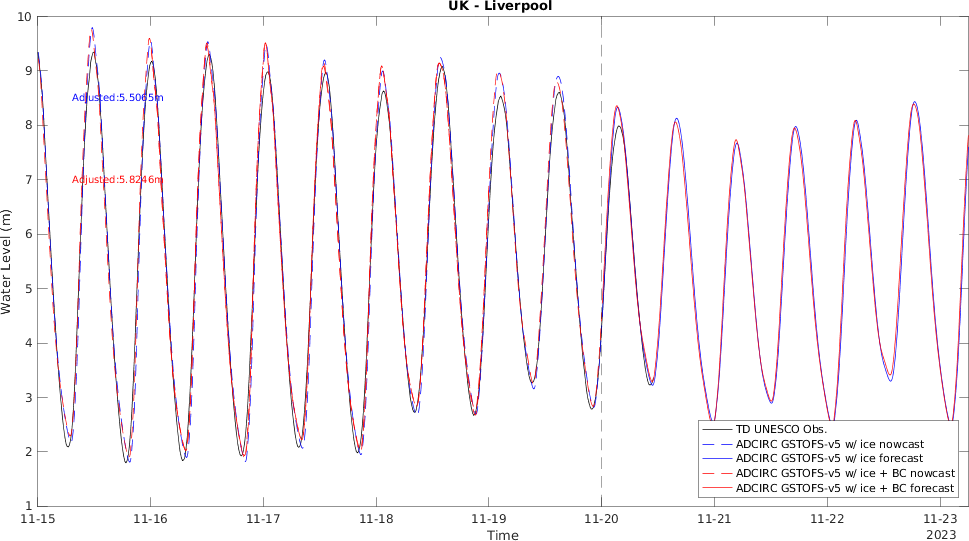 UK - Liverpool
10
9
8
7
6
5
4
3
2
1
Water Level (m)
Adjusted:5.5065m
Adjusted:5.8246m
TD UNESCO Obs.
ADCIRC GSTOFS-v5 w/ ice nowcast
ADCIRC GSTOFS-v5 w/ ice forecast
ADCIRC GSTOFS-v5 w/ ice + BC nowcast
ADCIRC GSTOFS-v5 w/ ice + BC forecast
11-15 11-16 11-17 11-18 11-19 11-20 11-21 11-22 11-23
Time 2023